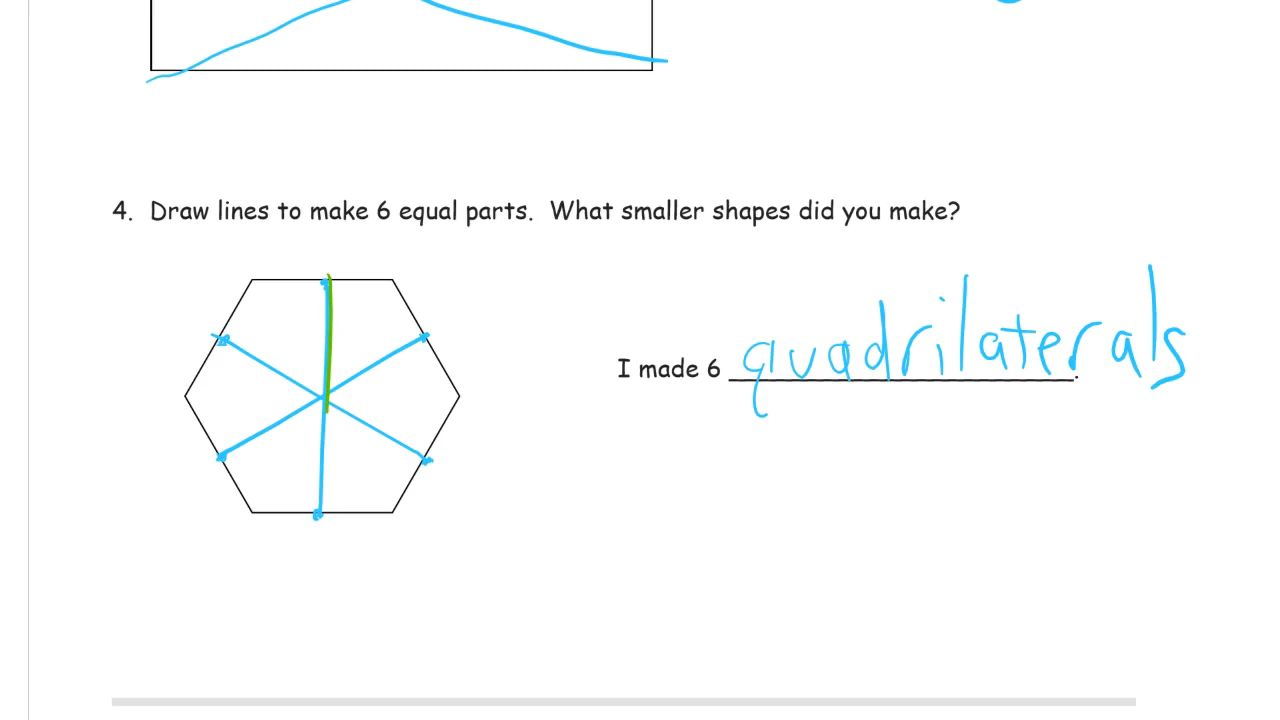 4. Draw lines to make 6 equal parts. What smaller shapes did you make?
I made 6 quadrilaterals.